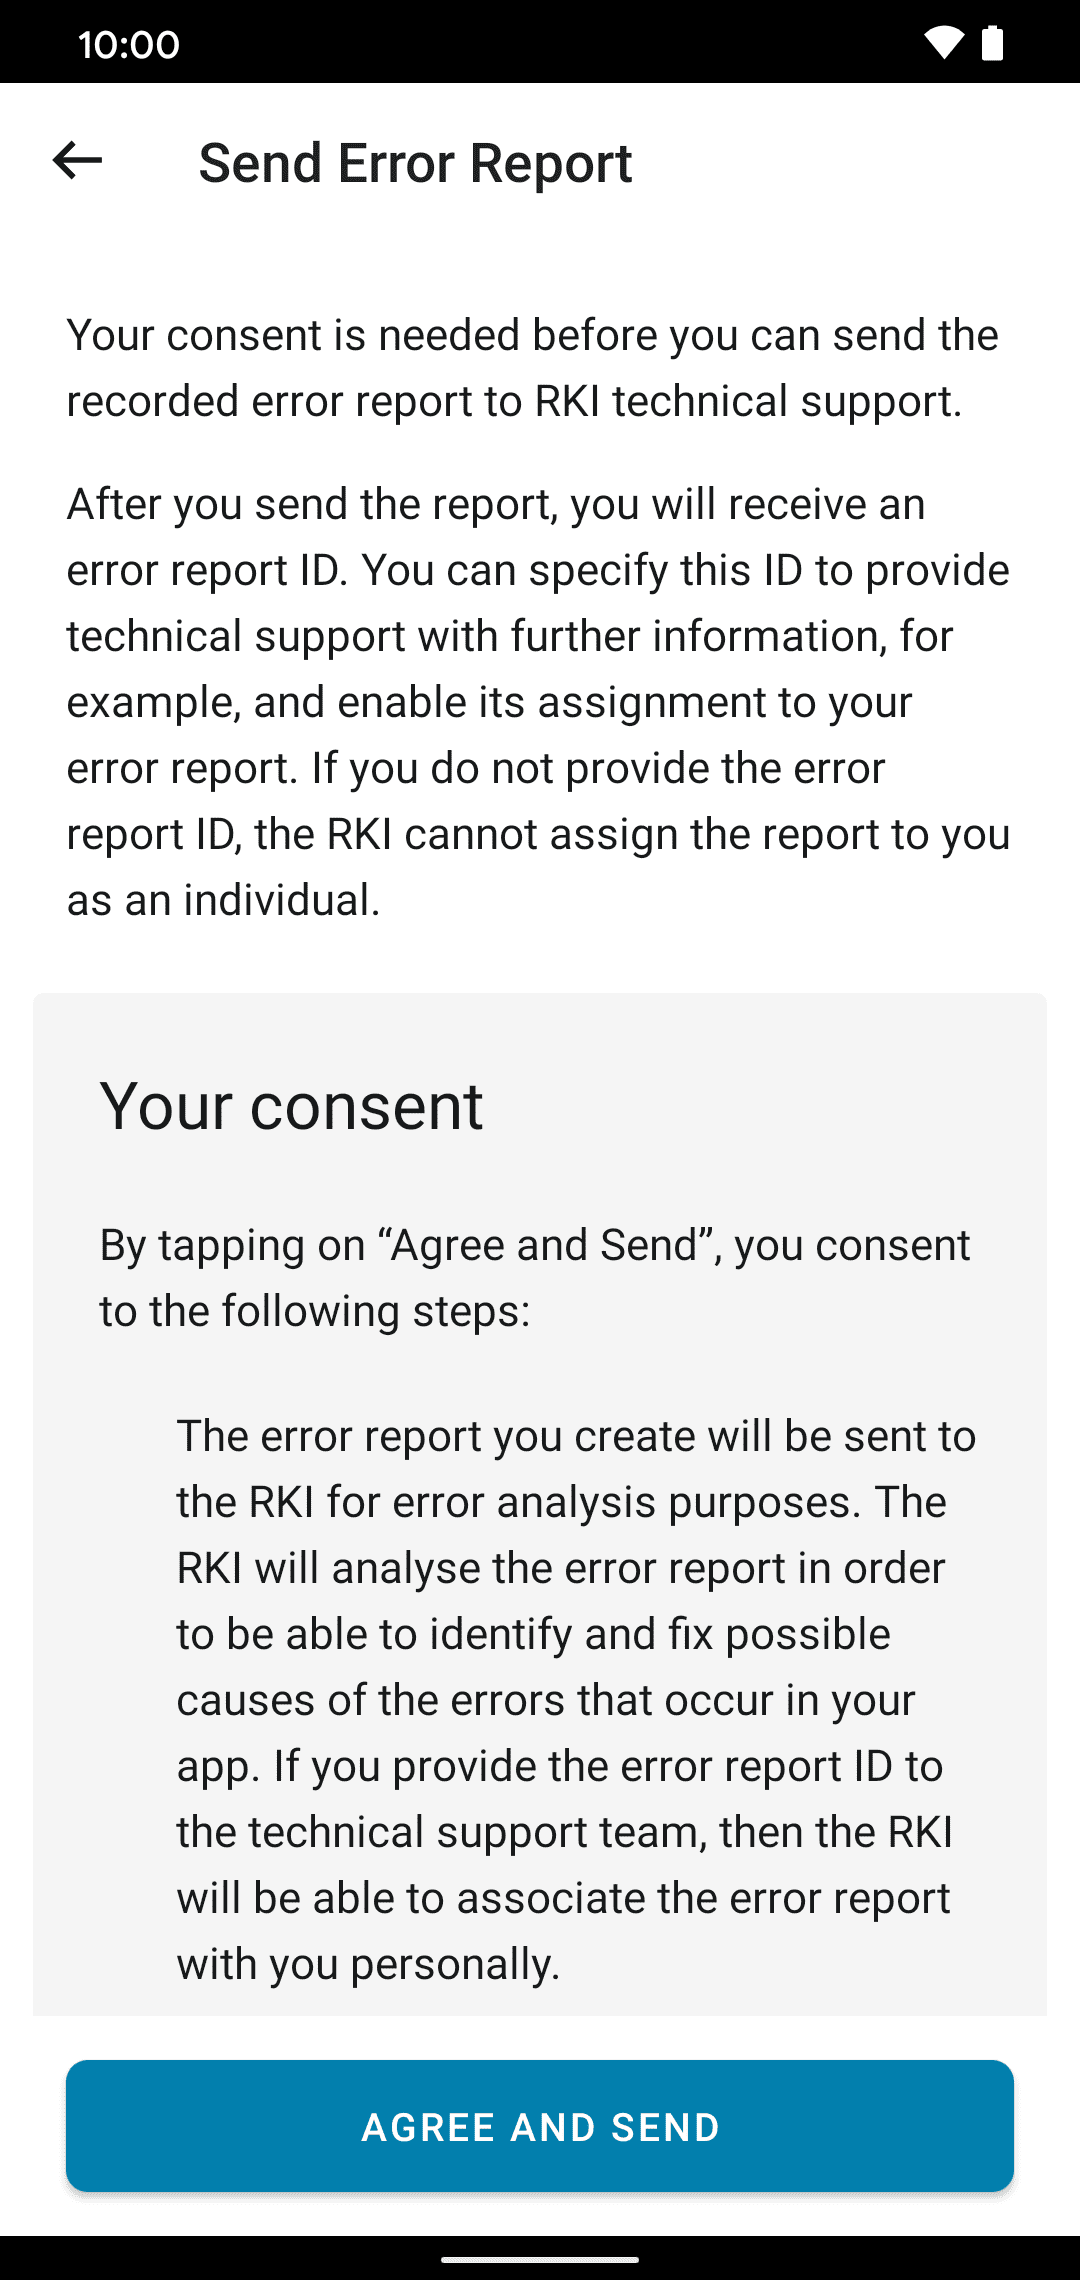 10:00
Send Error Report
Your consent is needed before you can send the
recorded error report to RKI technical support.
After you send the report, you will receive an
error report ID. You can specify this ID to provide
technical support with further information, for
example, and enable its assignment to your
error report. If you do not provide the error
report ID, the RKI cannot assign the report to you
as an individual.
Your consent
By tapping on “Agree and Send”, you consent
to the following steps:
The error report you create will be sent to
the RKI for error analysis purposes. The
RKI will analyse the error report in order
to be able to identify and fix possible
causes of the errors that occur in your
app. If you provide the error report ID to
the technical support team, then the RKI
will be able to associate the error report
with you personally.
AGREE AND SEND